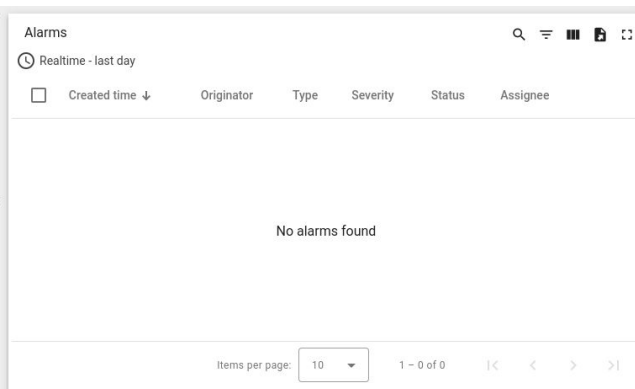 Alarms
Realtime - last day
Created time Originator Type Severity Status Assignee
No alarms found
Items per page: 10 1 – 0 of 0